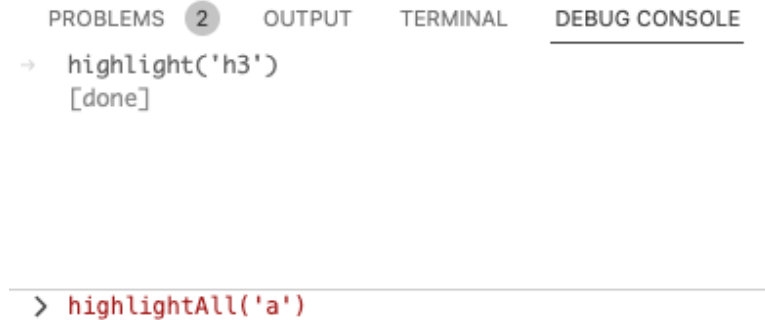 PROBLEMS 2 OUTPUT TERMINAL DEBUG CONSOLE
→ highlight('h3')
[done]
> highlightAll('a')